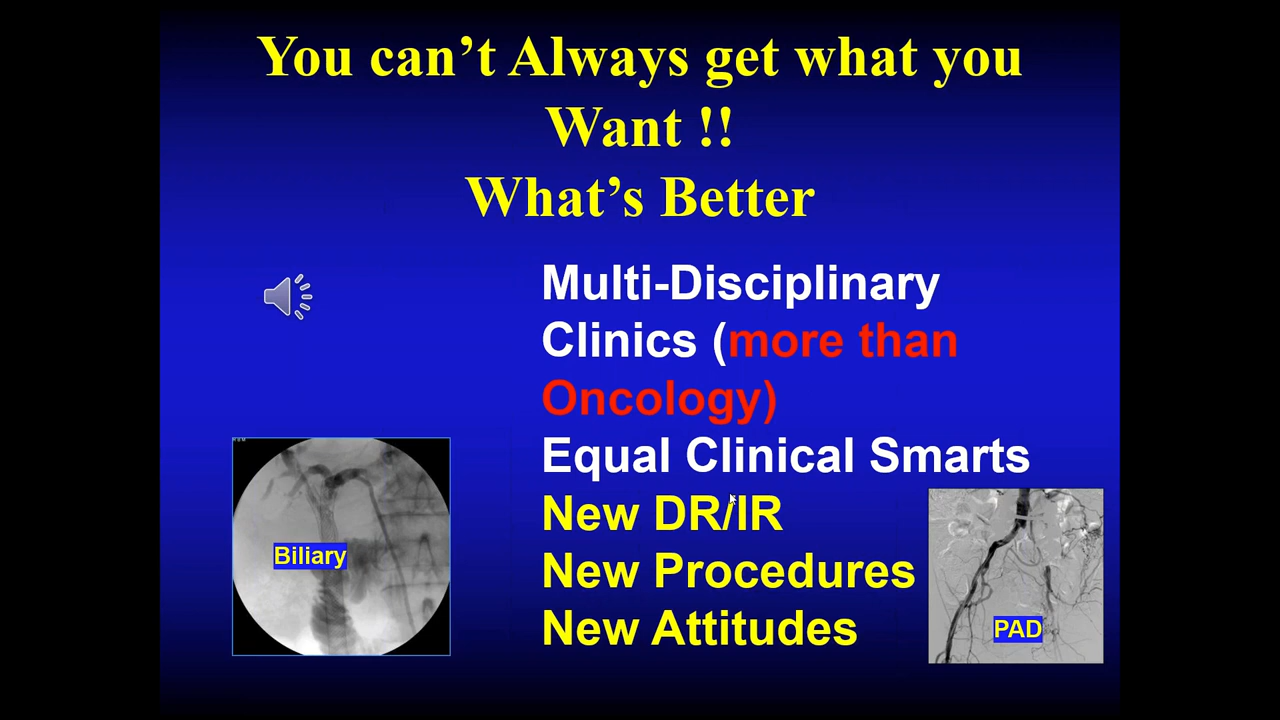 You can’t Always get what you
Want !!
What’s Better
Multi-Disciplinary
Clinics (more than
Oncology)
Equal Clinical Smarts
New DR/IR
New Procedures
New Attitudes
Biliary
PAD